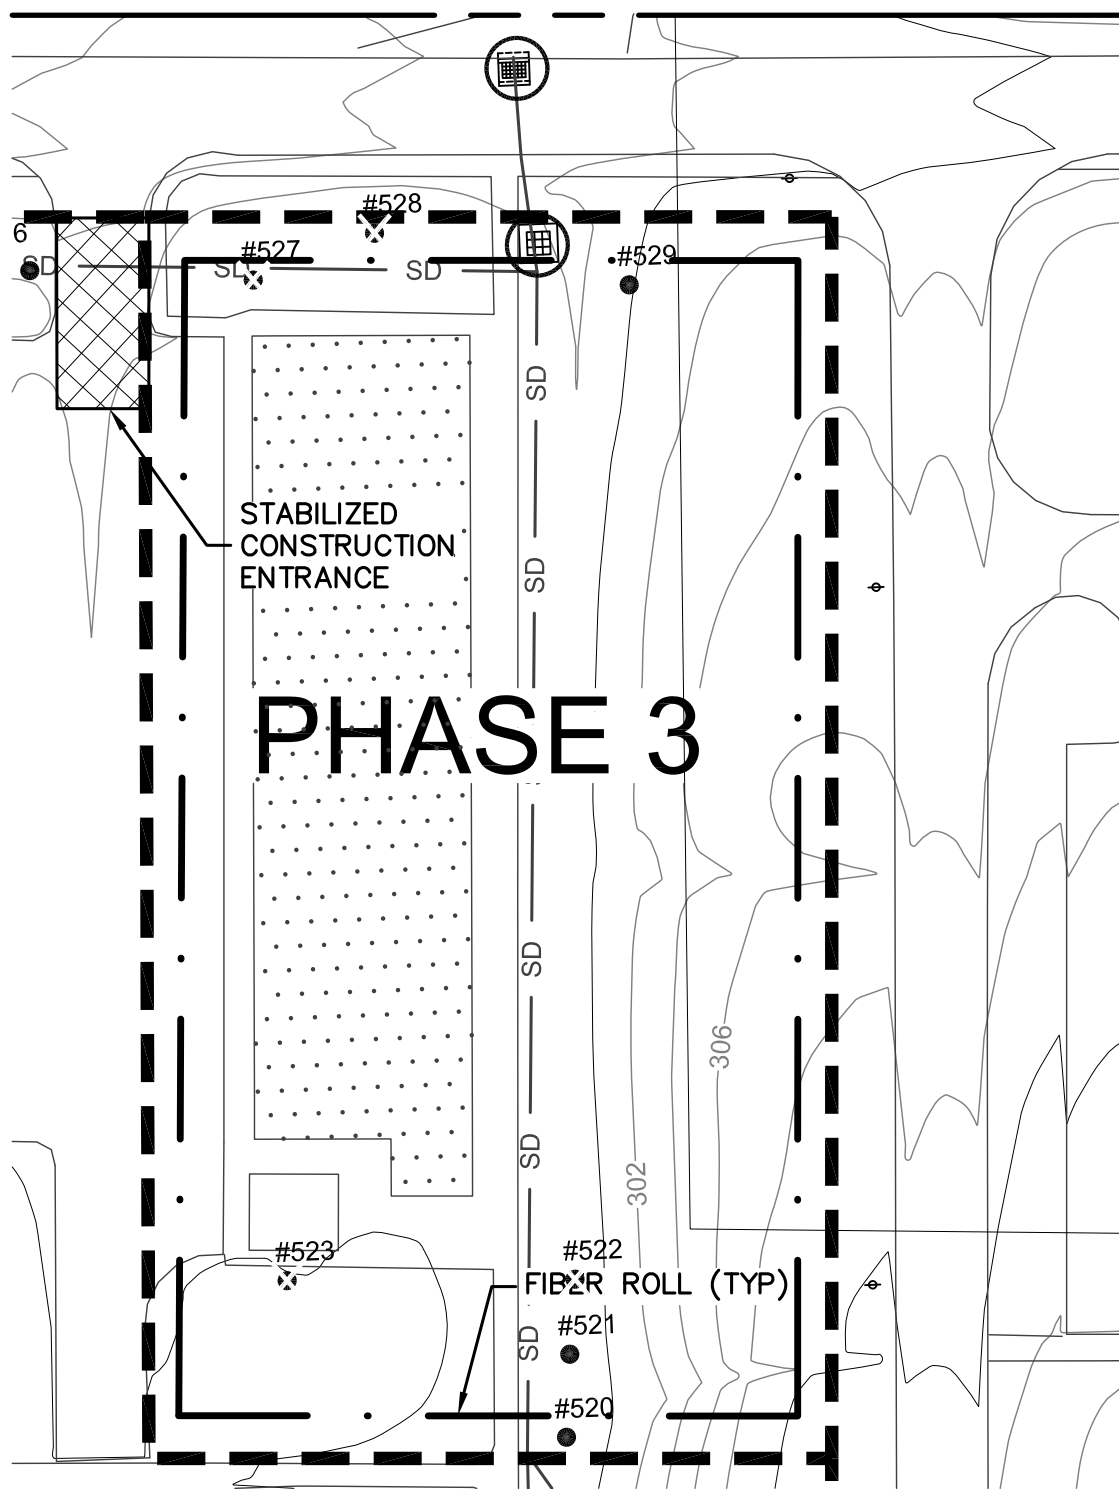 #528
6
#527
#529
SD
SD
SD
SD
STABILIZED
CONSTRUCTION
ENTRANCE
SD
PHASE 3
SD
306
SD
302
#523
#522
FIBER ROLL (TYP)
#521
SD
#520